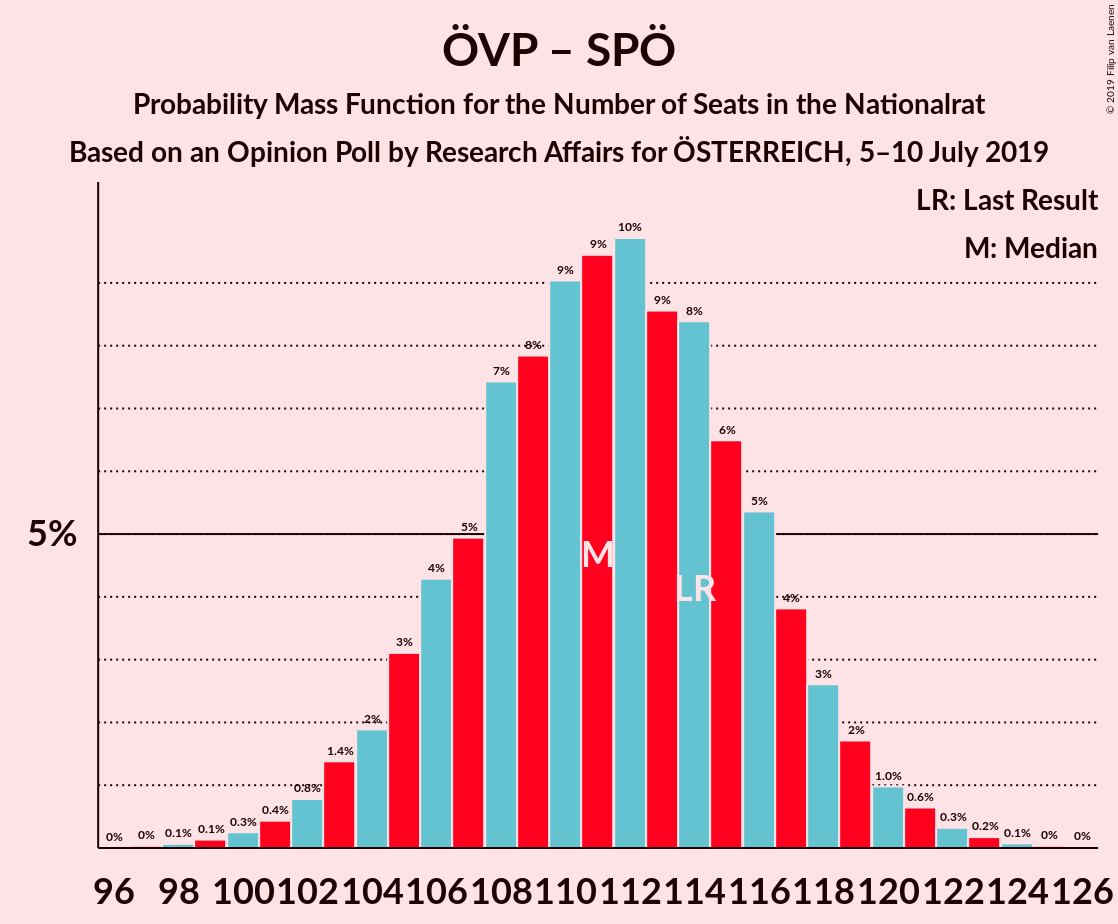 ÖVP – SPÖ
Probability Mass Function for the Number of Seats in the Nationalrat
Based on an Opinion Poll by Research Affairs for ÖSTERREICH, 5–10 July 2019
© 2019 Filip van Laenen
LR: Last Result
M: Median
5%
0% 0% 0.1% 0.1% 0.3% 0.4% 0.8% 1.4% 2% 3% 4% 5% 7% 8% 9% 9% 10% 9% 8% 6% 5% 4% 3% 2% 1.0% 0.6% 0.3% 0.2% 0.1% 0% 0%
M
LR
96 98 100 102 104 106 108 110 112 114 116 118 120 122 124 126